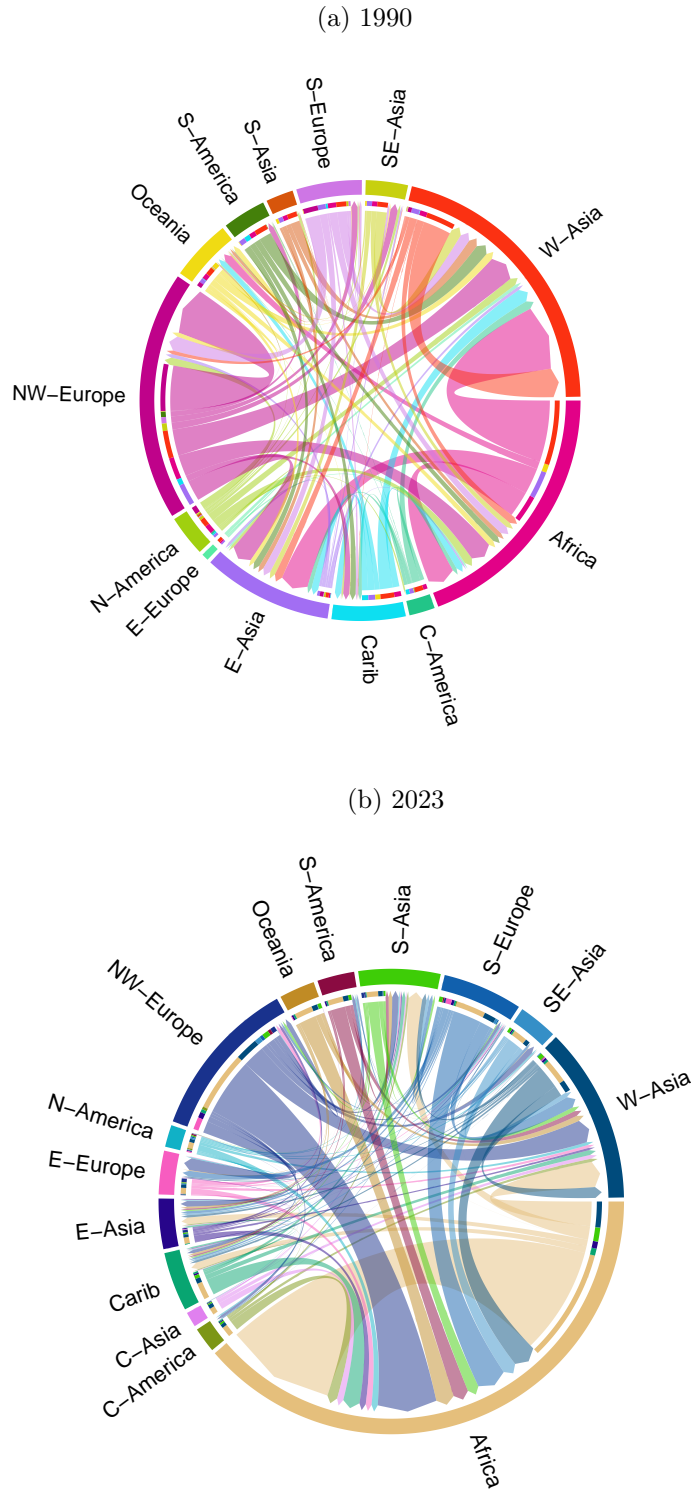 (a) 1990
S−Europe
SE−Asia
S−Asia
S−America
W−Asia
Oceania
NW−Europe
Africa
N−America
E−Europe
E−Asia
Carib
C−America
(b) 2023
S−America
S−Asia
Oceania
S−Europe
SE−Asia
NW−Europe
W−Asia
N−America
E−Europe
E−Asia
Carib
C−Asia
C−America
Africa